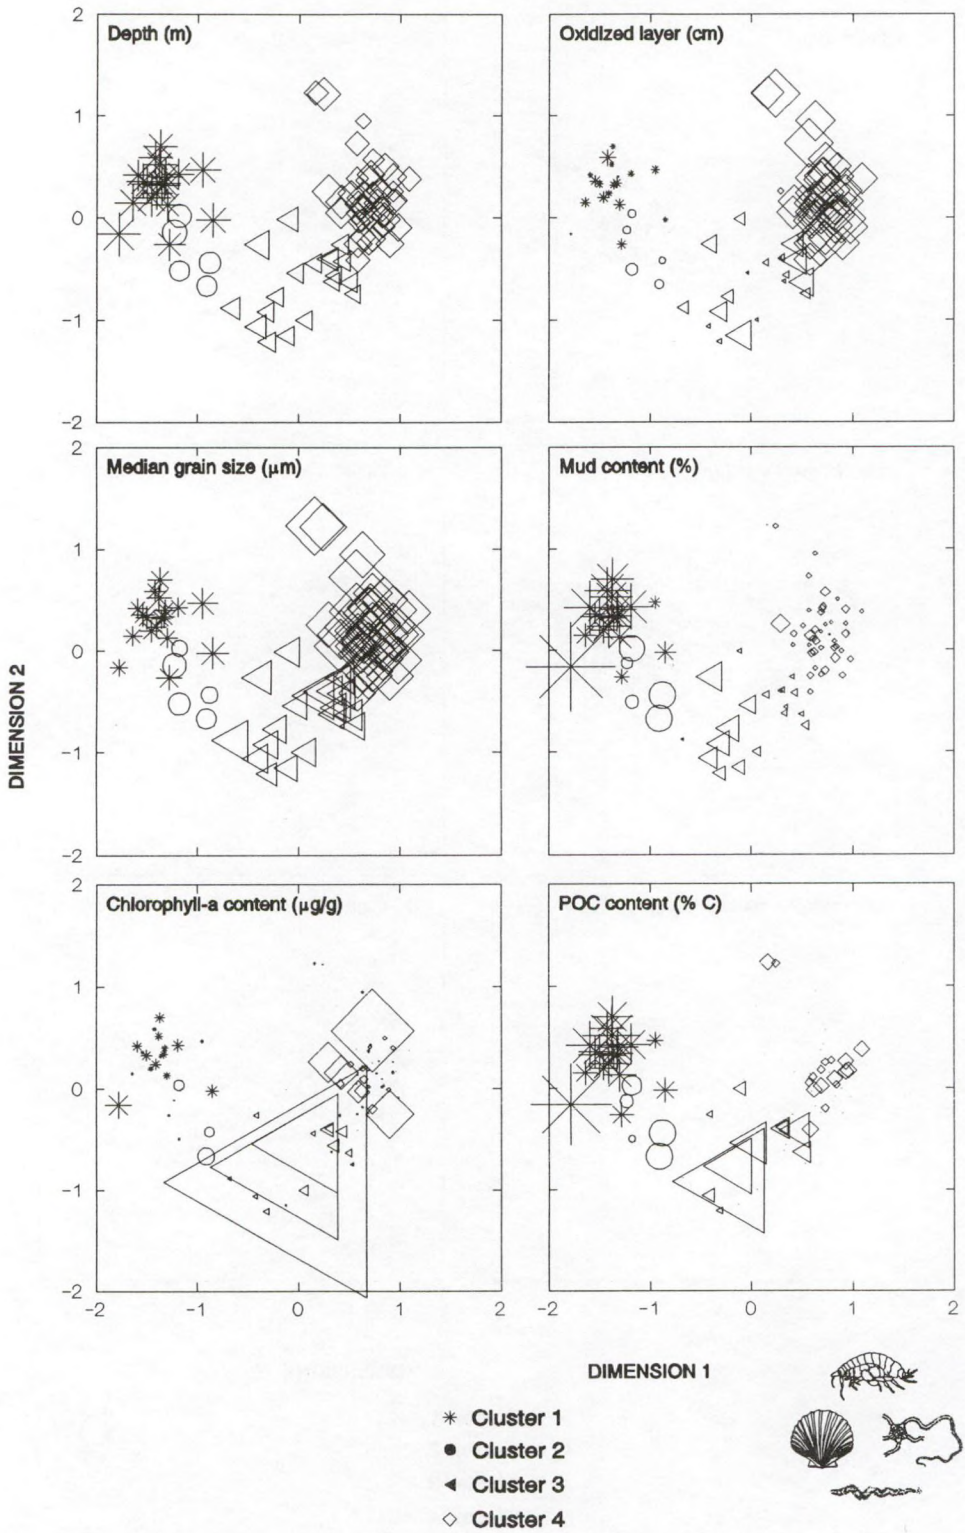 2
Depth (m)
Oxidized layer (cm)
1
0
−1
−2
2
Median grain size (μm)
Mud content (%)
1
0
−1
−2
DIMENSION 2
2
Chlorophyll-a content (μg/g)
POC content (% C)
1
0
−1
−2
−2 −1 0 1 −2 −1 0 1 2
DIMENSION 1
Cluster 1
Cluster 2
Cluster 3
Cluster 4